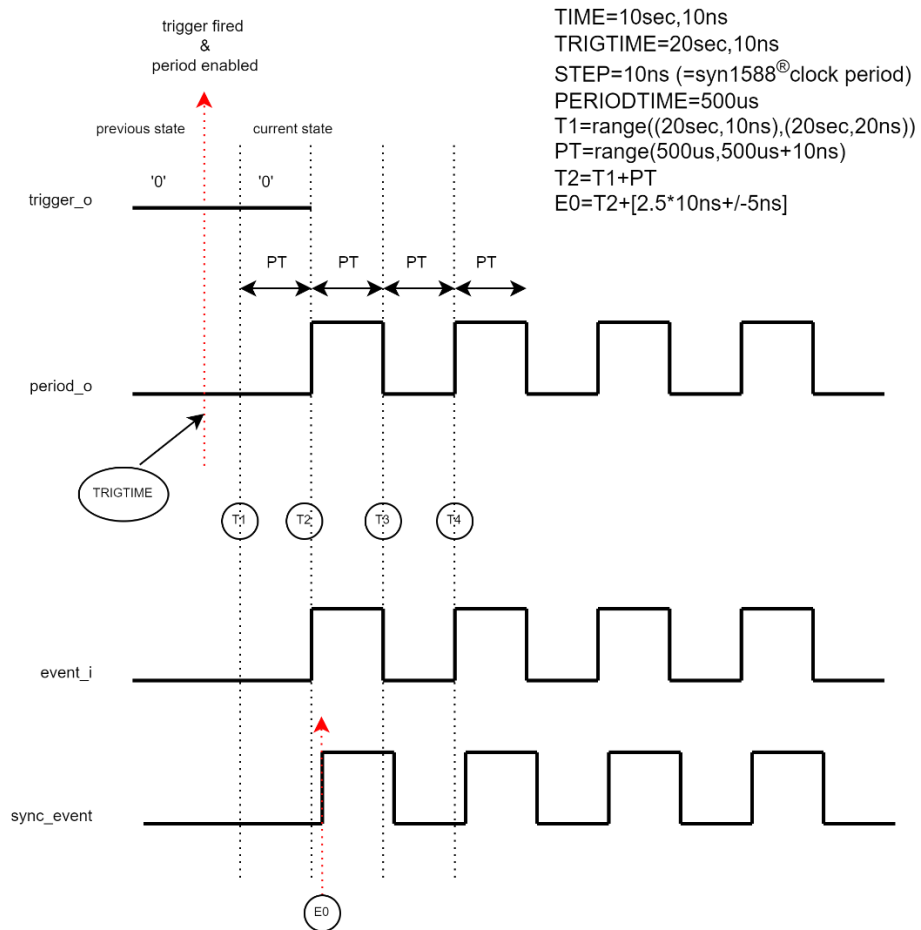 trigger fired
&
period enabled
TIME=10sec,10ns
TRIGTIME=20sec,10ns
STEP=10ns (=syn1588®clock period)
PERIODTIME=500us
T1=range((20sec,10ns),(20sec,20ns))
PT=range(500us,500us+10ns)
T2=T1+PT
E0=T2+[2.5*10ns+/-5ns]
previous state
current state
'0'
'0'
trigger_o
PT
PT
PT
PT
period_o
TRIGTIME
T1
T2
T3
T4
event_i
sync_event
E0